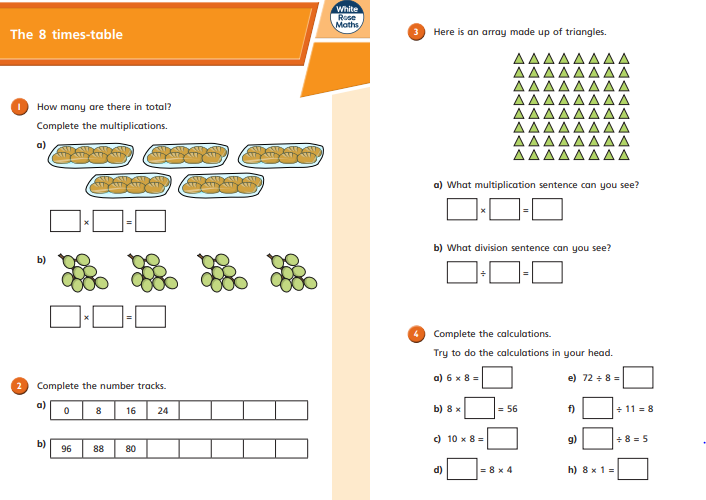 The 8 times-table
White
Rose
Maths
1 How many are there in total?
Complete the multiplications.
a)
× =
b)
× =
2 Complete the number tracks.
a) 0 8 16 24
b) 96 88 80
3 Here is an array made up of triangles.
a) What multiplication sentence can you see?
× =
b) What division sentence can you see?
÷ =
4 Complete the calculations.
Try to do the calculations in your head.
a) 6 × 8 =
e) 72 ÷ 8 =
b) 8 × = 56
f) ÷ 11 = 8
c) 10 × 8 =
g) ÷ 8 = 5
d) = 8 × 4
h) 8 × 1 =